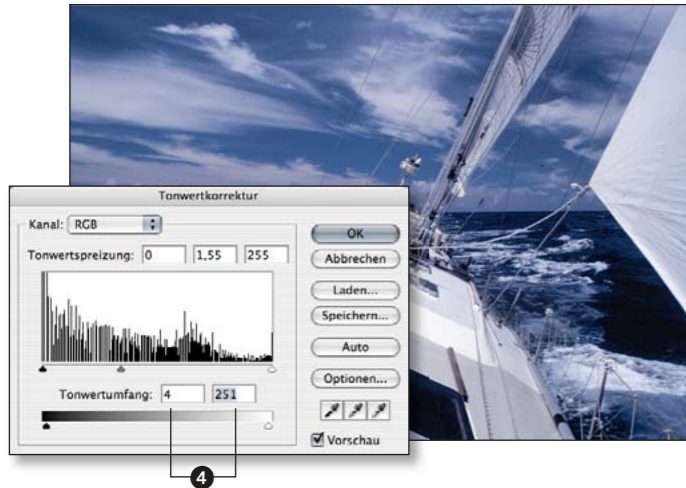 Tonwertkorrektur
Kanal: RGB
OK
Tonwertspreizung: 0 1,55 255
Abbrechen
Laden...
Speichern...
Auto
Optionen...
Tonwertumfang: 4 251
Vorschau
4